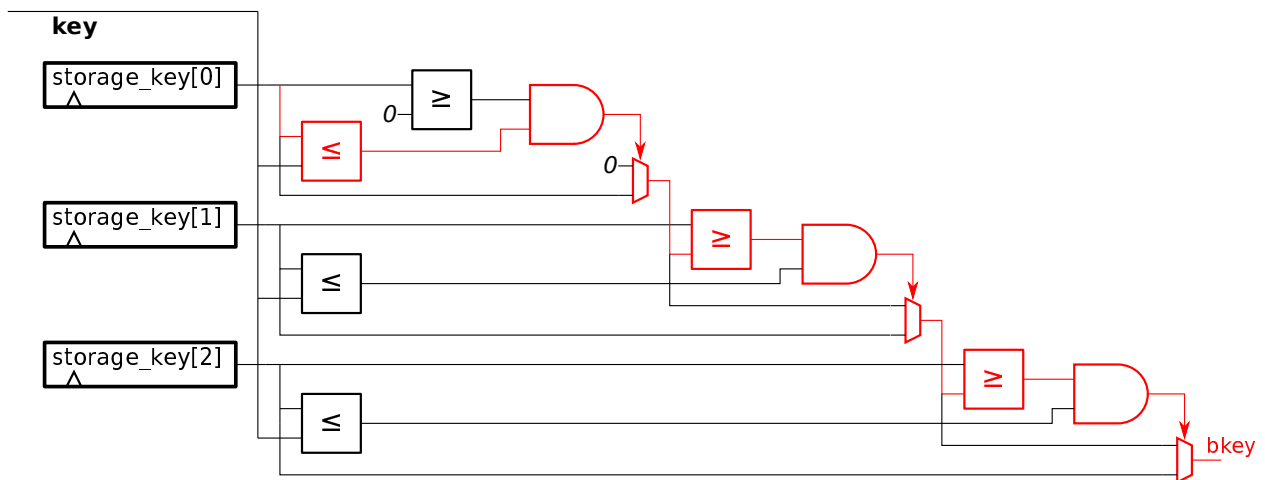 key
storage_key[0]
≥
0
≤
0
storage_key[1]
≥
≤
storage_key[2]
≥
≤
bkey